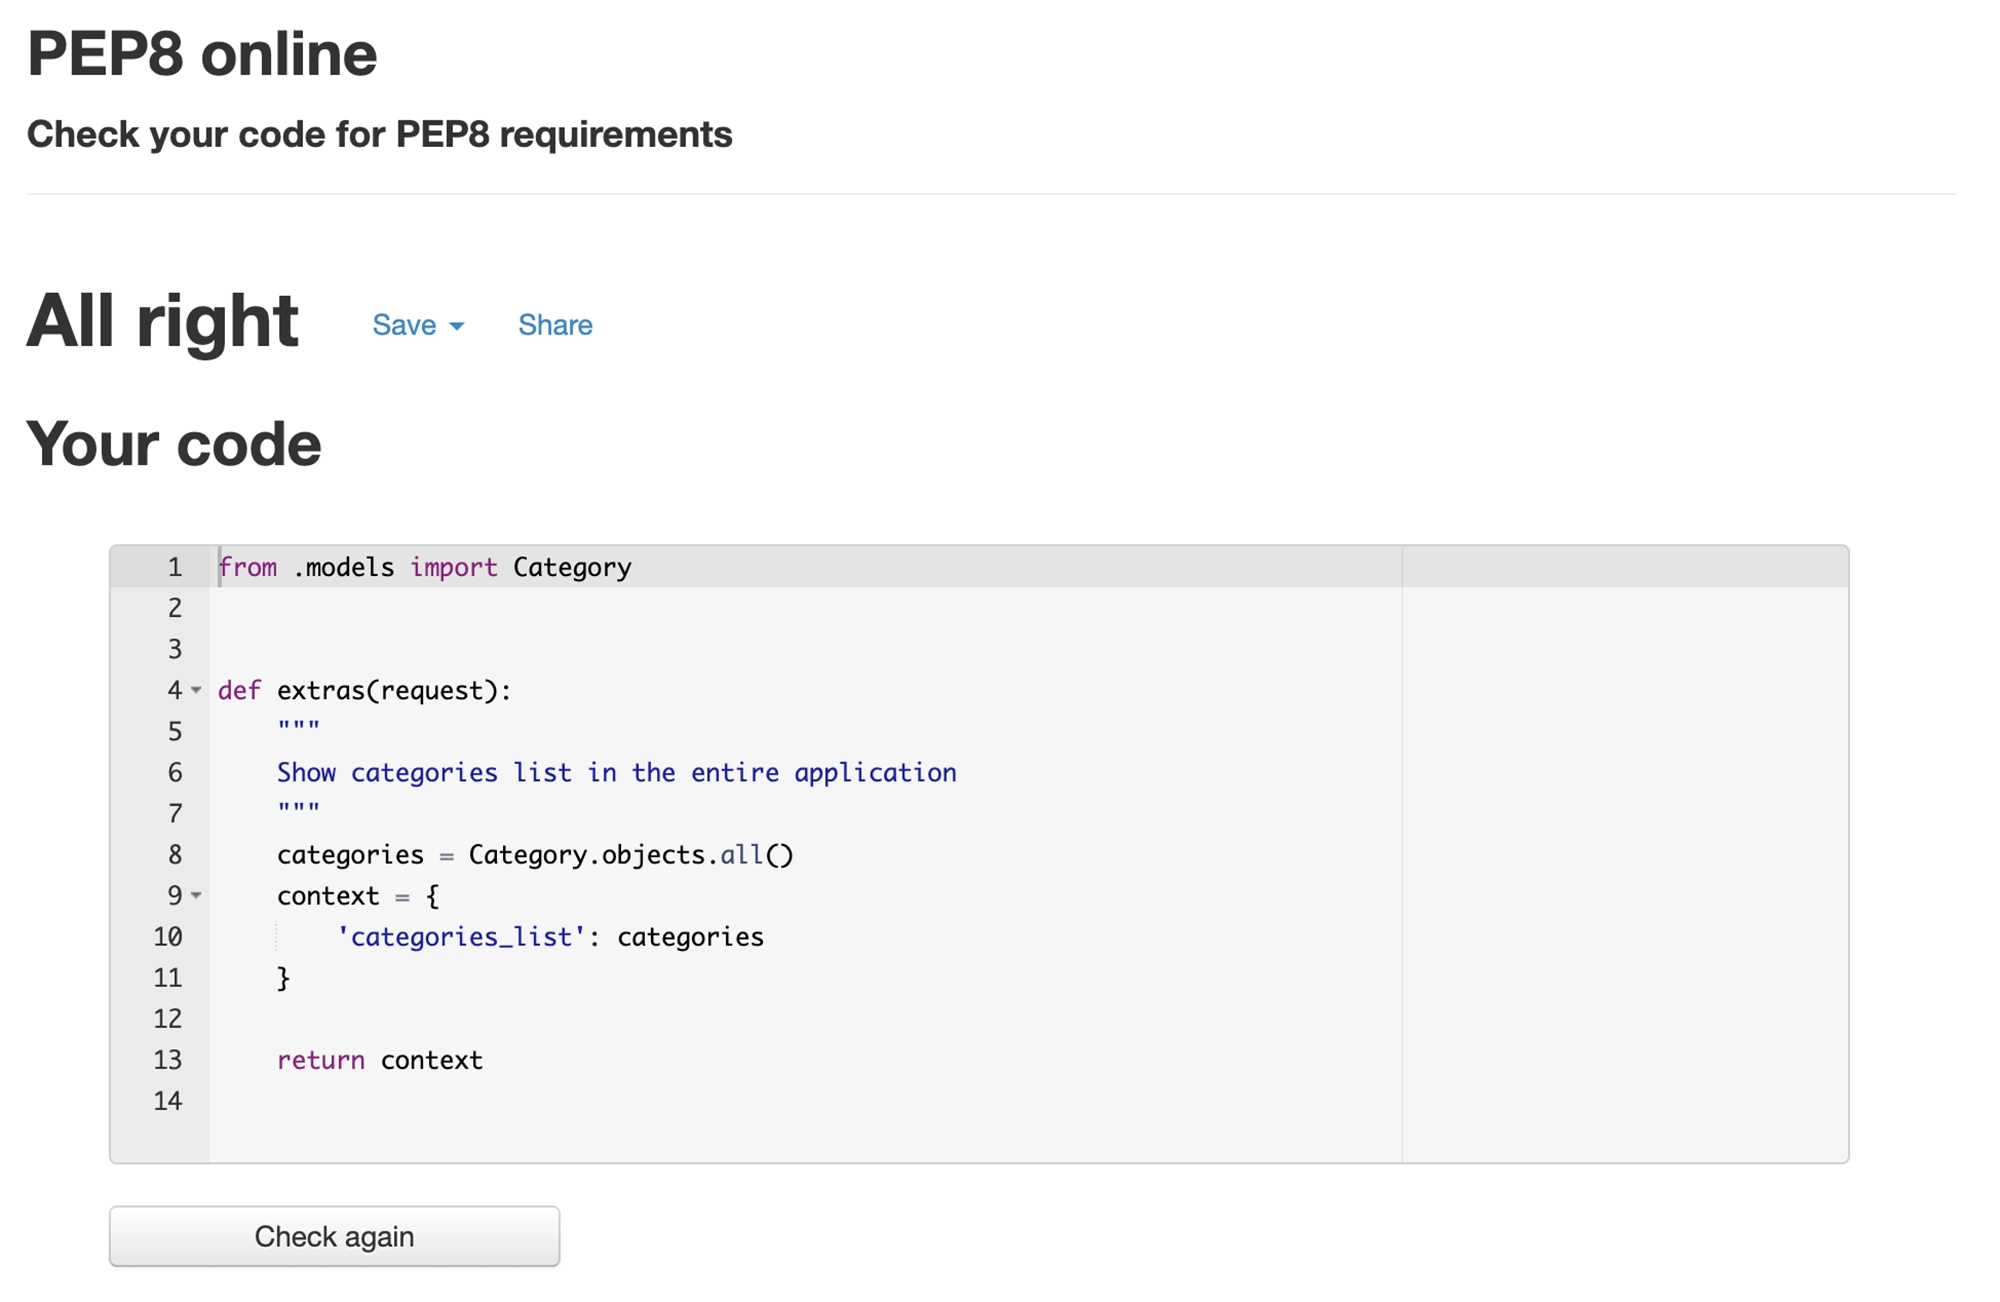 PEP8 online
Check your code for PEP8 requirements
All right Save Share
Your code
1 from .models import Category
2
3
4 def extras(request):
5     """
6     Show categories list in the entire application
7     """
8     categories = Category.objects.all()
9     context = {
10         'categories_list': categories
11     }
12
13     return context
14
Check again